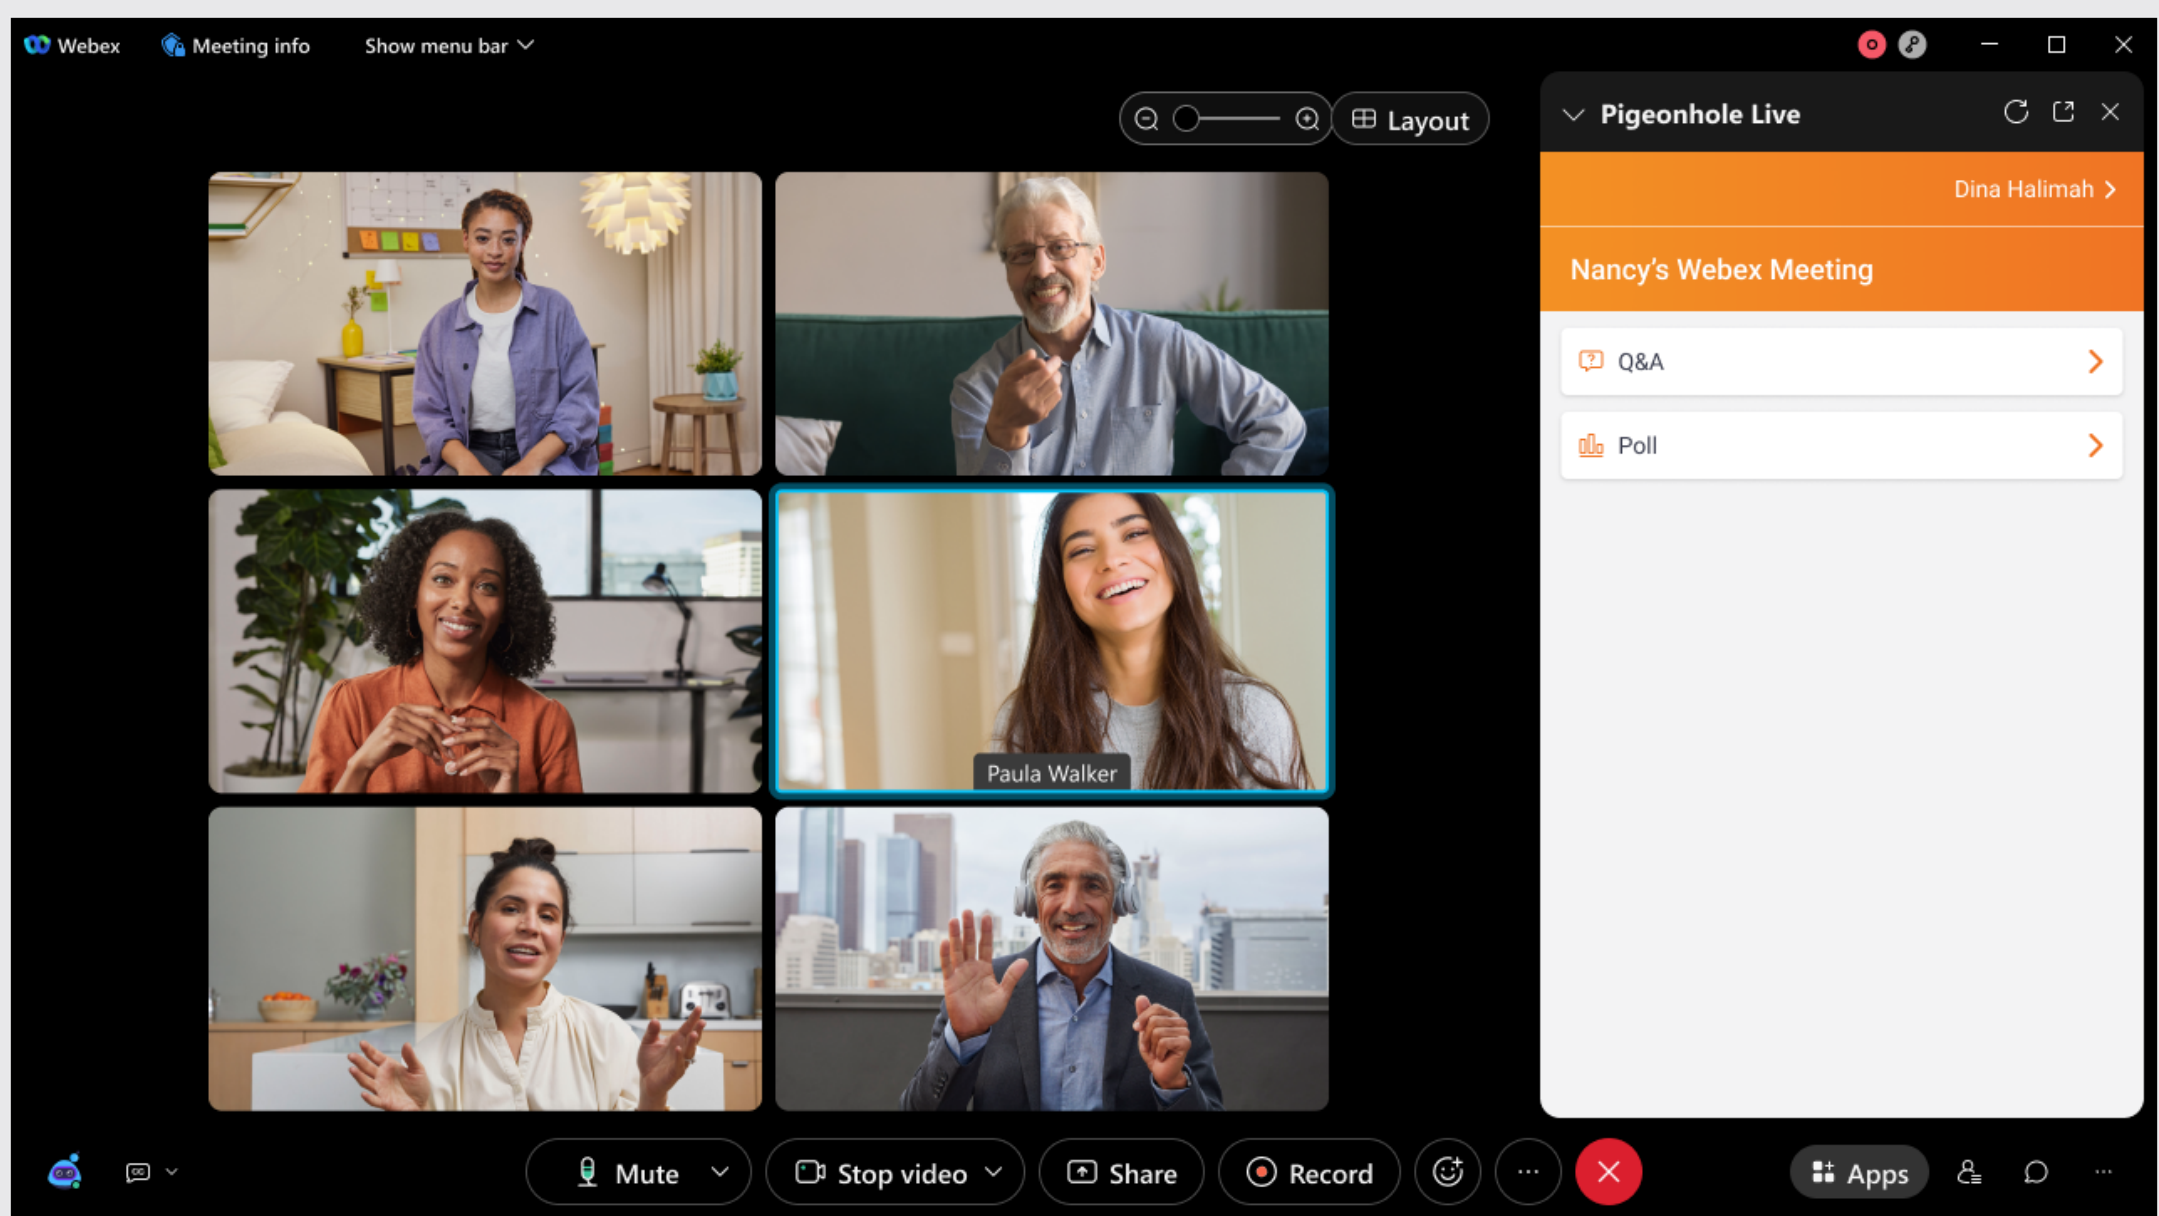 Webex
Meeting info
Show menu bar
Layout
Pigeonhole Live
Dina Halimah
Nancy’s Webex Meeting
Q&A
Poll
Paula Walker
CC
Mute
Stop video
Share
Record
Apps